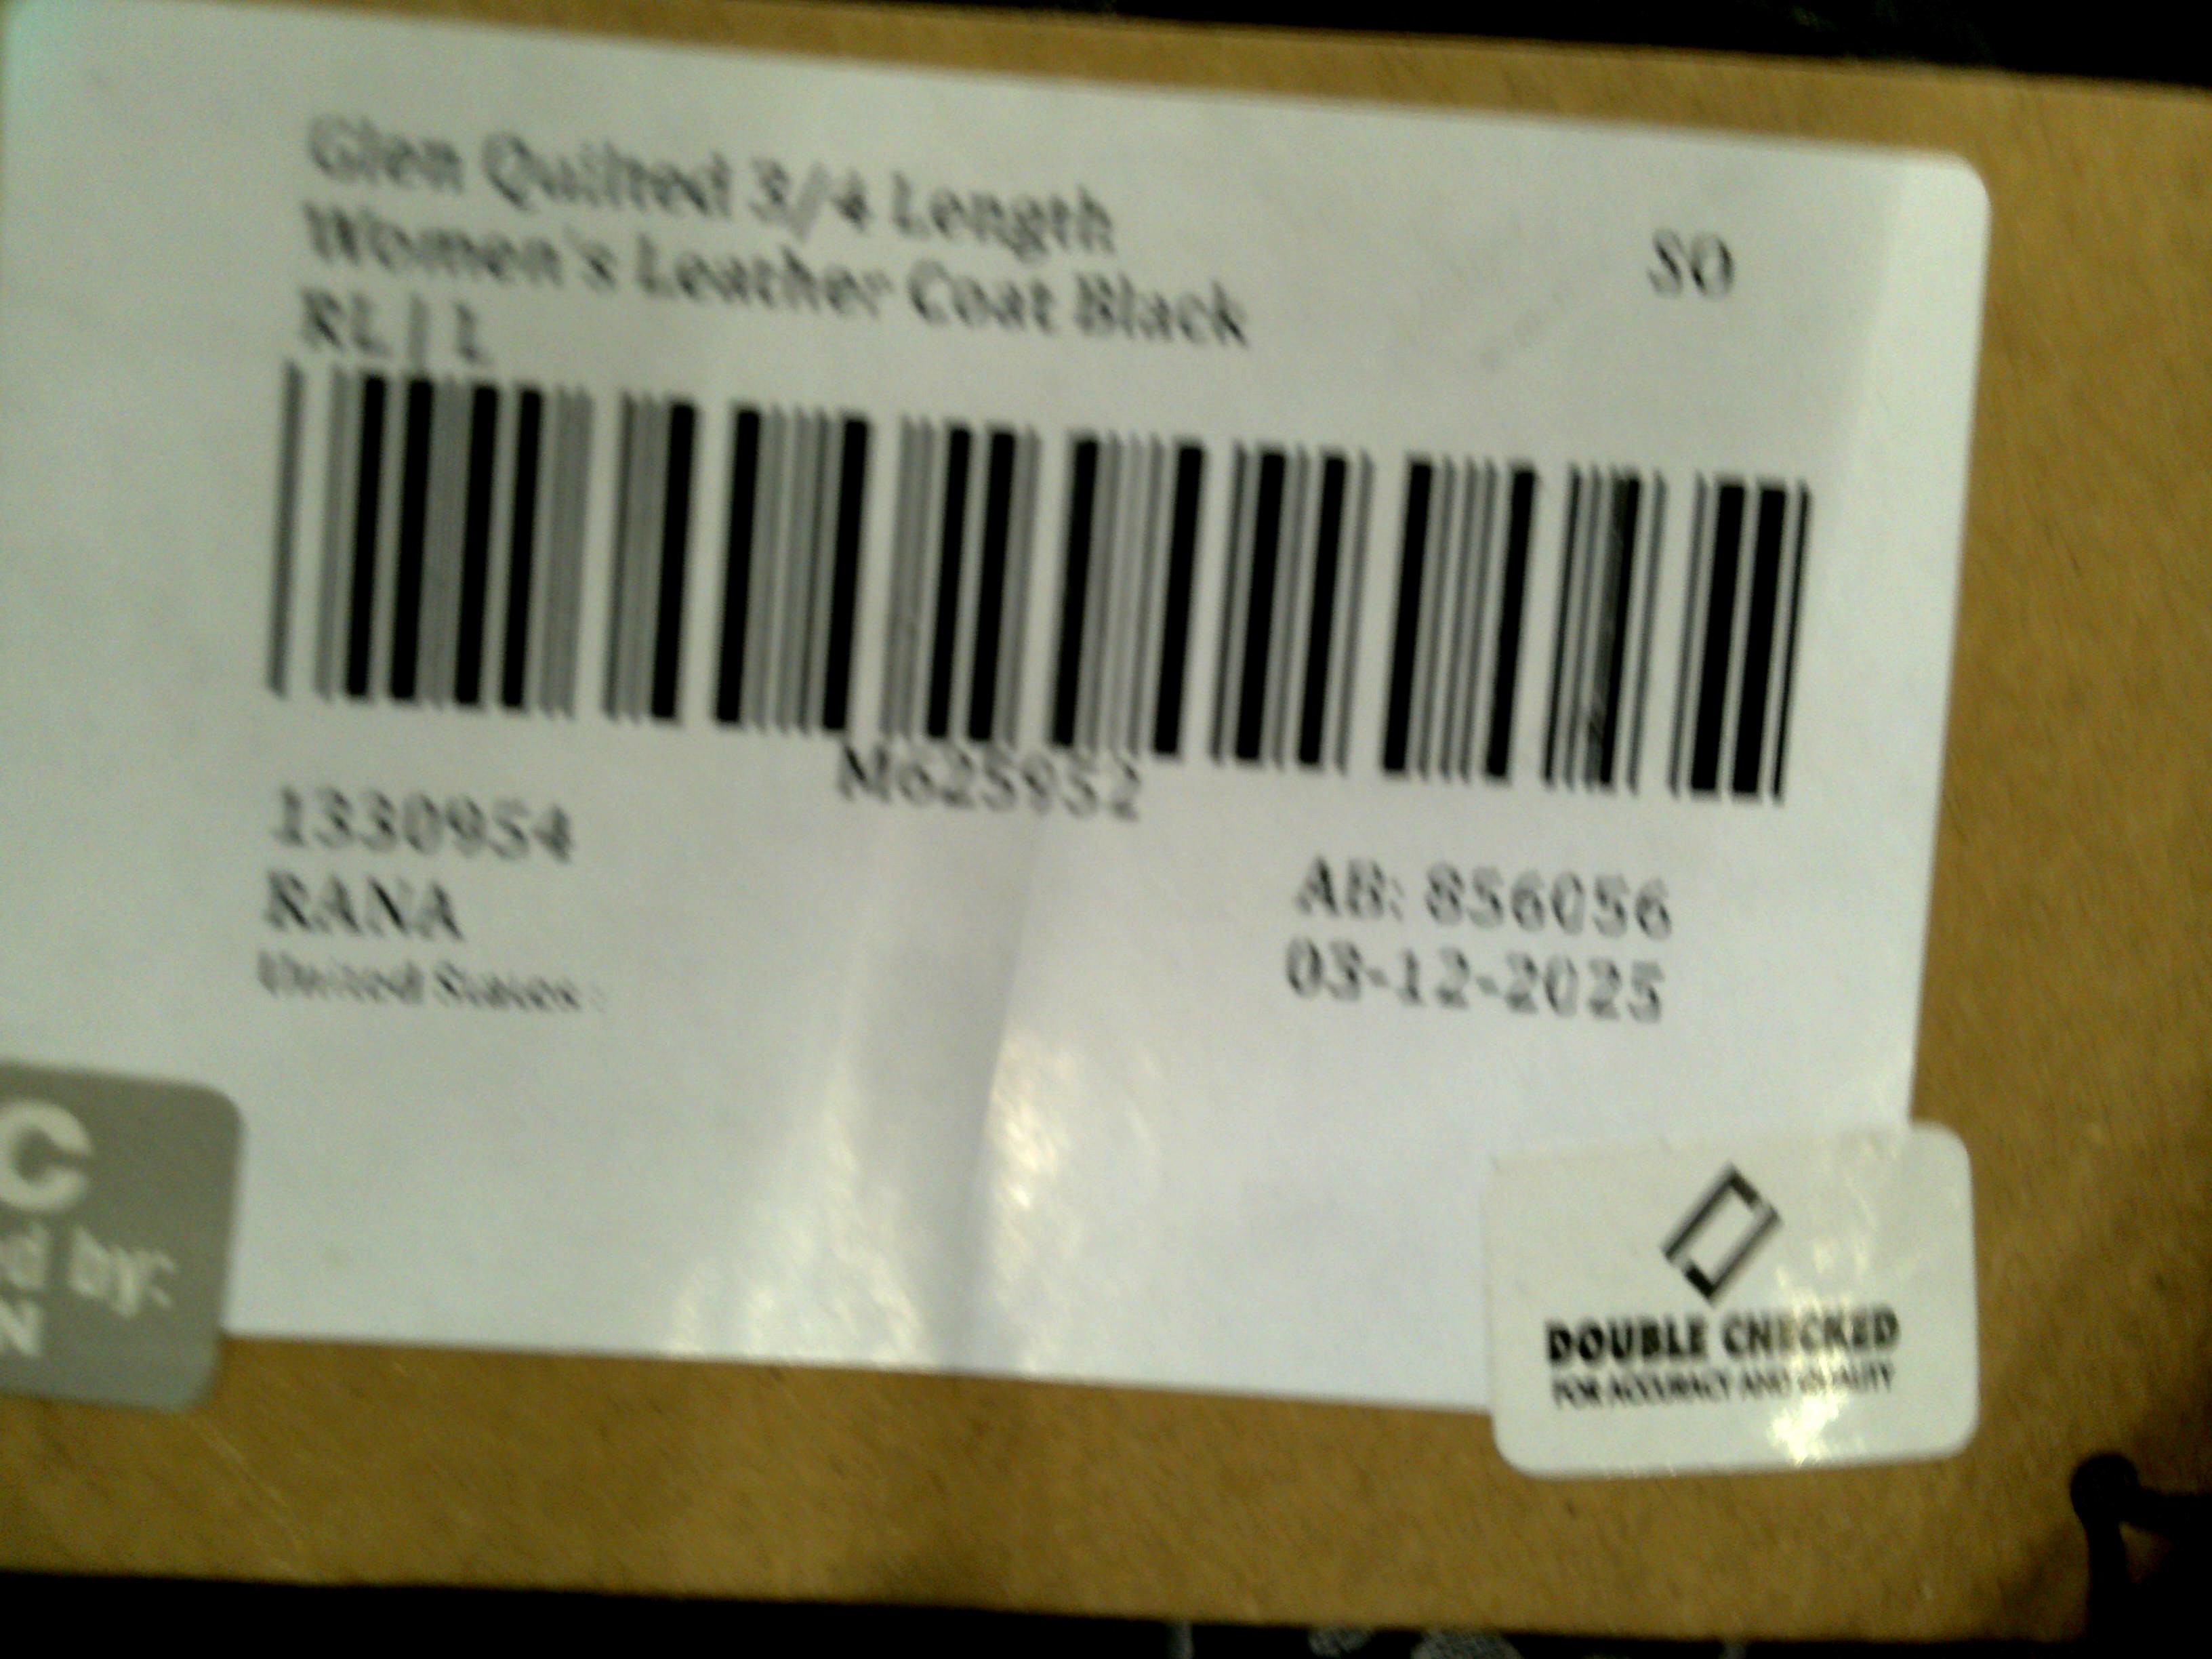 Glen Quilted 3/4 Length
Women's Leather Coat Black
RL | L
SO
M625952
1330954
RANA
United States
AB: 856056
03-12-2025
C
d by:
N
DOUBLE CHECKED
FOR ACCURACY AND QUALITY